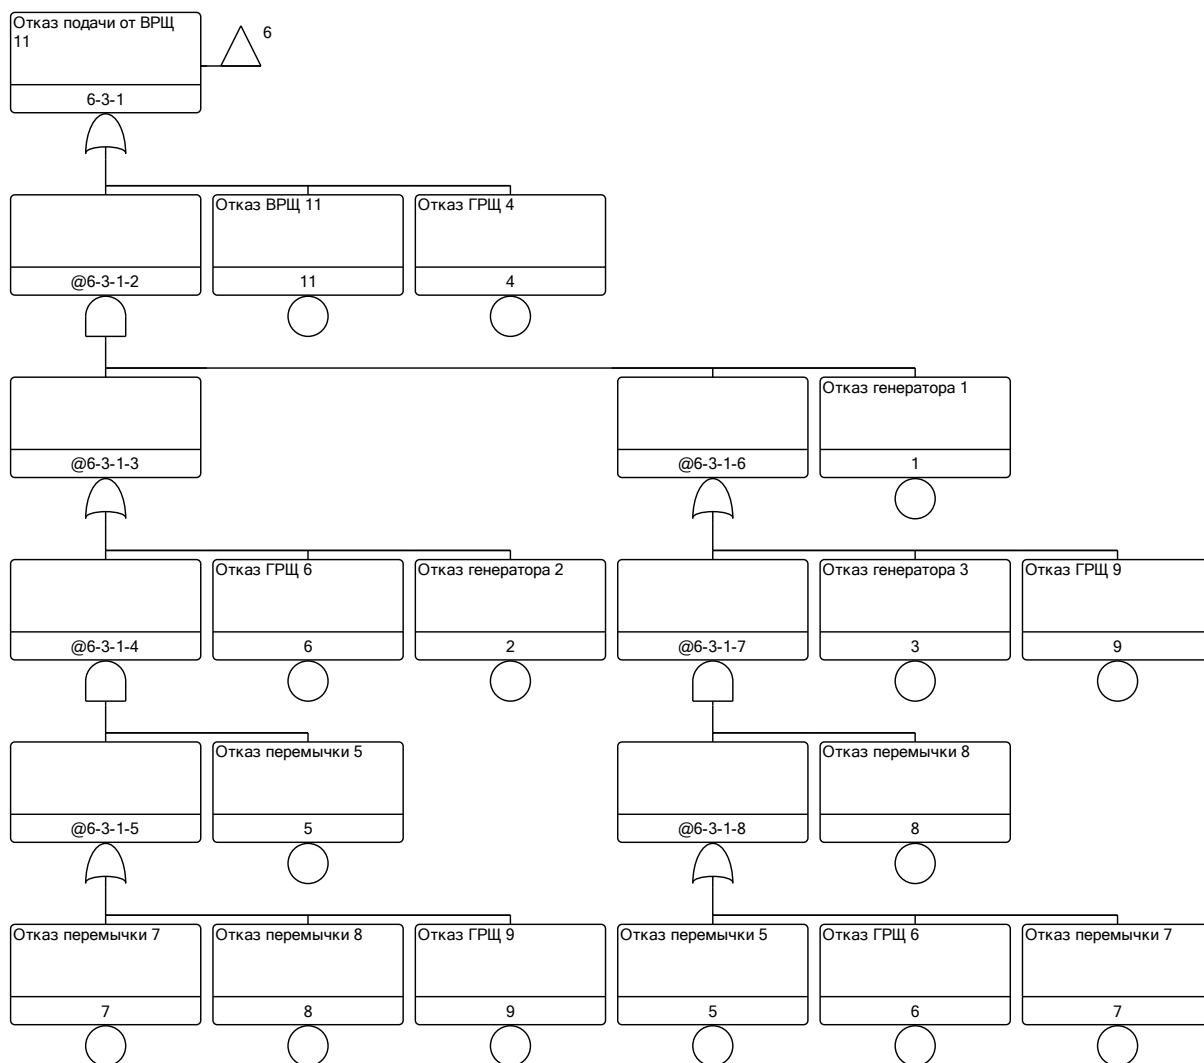 Отказ подачи от ВРЩ
11
6
6-3-1
Отказ ВРЩ 11
Отказ ГРЩ 4
@6-3-1-2
11
4
Отказ генератора 1
@6-3-1-3
@6-3-1-6
1
Отказ ГРЩ 6
Отказ генератора 2
Отказ генератора 3
Отказ ГРЩ 9
@6-3-1-4
6
2
@6-3-1-7
3
9
Отказ перемычки 5
Отказ перемычки 8
@6-3-1-5
5
@6-3-1-8
8
Отказ перемычки 7
Отказ перемычки 8
Отказ ГРЩ 9
Отказ перемычки 5
Отказ ГРЩ 6
Отказ перемычки 7
7
8
9
5
6
7